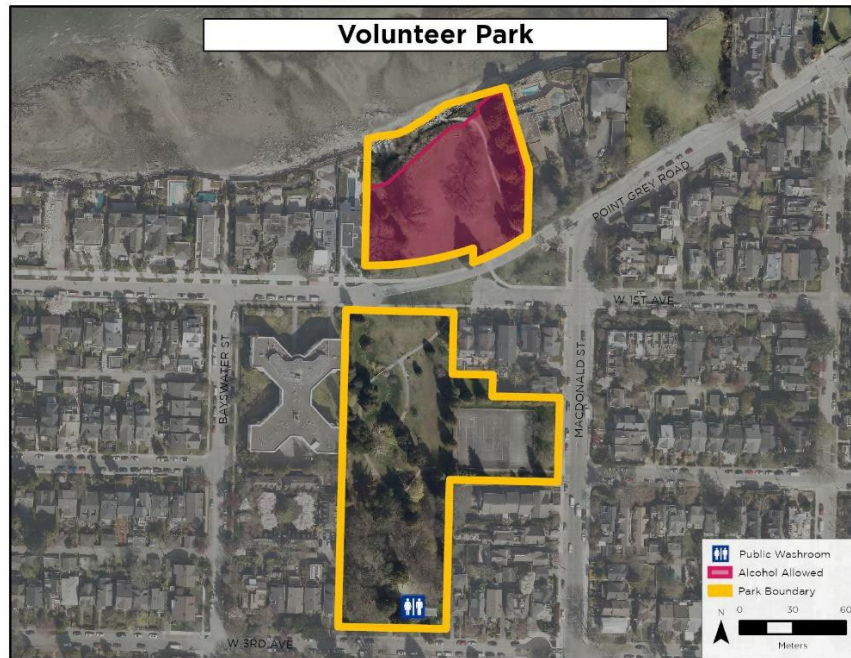 Volunteer Park
POINT GREY ROAD
W 1ST AVE
BAYSWATER ST
MACDONALD ST
W 3RD AVE
Public Washroom
Alcohol Allowed
Park Boundary
N
0 30 60
Meters